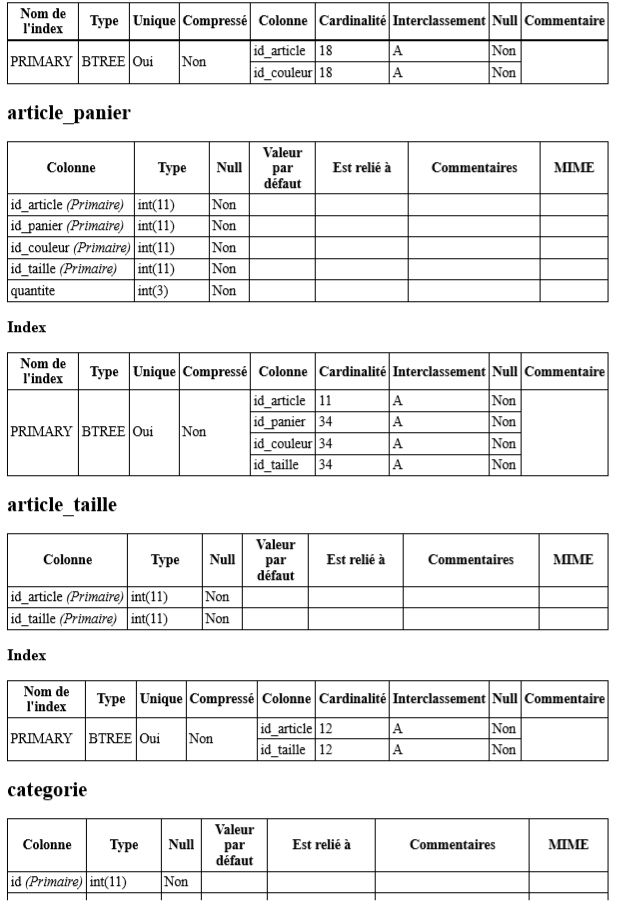 Nom de l'index Type Unique Compressé Colonne Cardinalité Interclassement Null Commentaire
PRIMARY BTREE Oui Non id_article 18 A Non
id_couleur 18 A Non
article_panier
Colonne Type Null Valeur par défaut Est relié à Commentaires MIME
id_article (Primaire) int(11) Non
id_panier (Primaire) int(11) Non
id_couleur (Primaire) int(11) Non
id_taille (Primaire) int(11) Non
quantite int(3) Non
Index
Nom de l'index Type Unique Compressé Colonne Cardinalité Interclassement Null Commentaire
PRIMARY BTREE Oui Non id_article 11 A Non
id_panier 34 A Non
id_couleur 34 A Non
id_taille 34 A Non
article_taille
Colonne Type Null Valeur par défaut Est relié à Commentaires MIME
id_article (Primaire) int(11) Non
id_taille (Primaire) int(11) Non
Index
Nom de l'index Type Unique Compressé Colonne Cardinalité Interclassement Null Commentaire
PRIMARY BTREE Oui Non id_article 12 A Non
id_taille 12 A Non
categorie
Colonne Type Null Valeur par défaut Est relié à Commentaires MIME
id (Primaire) int(11) Non